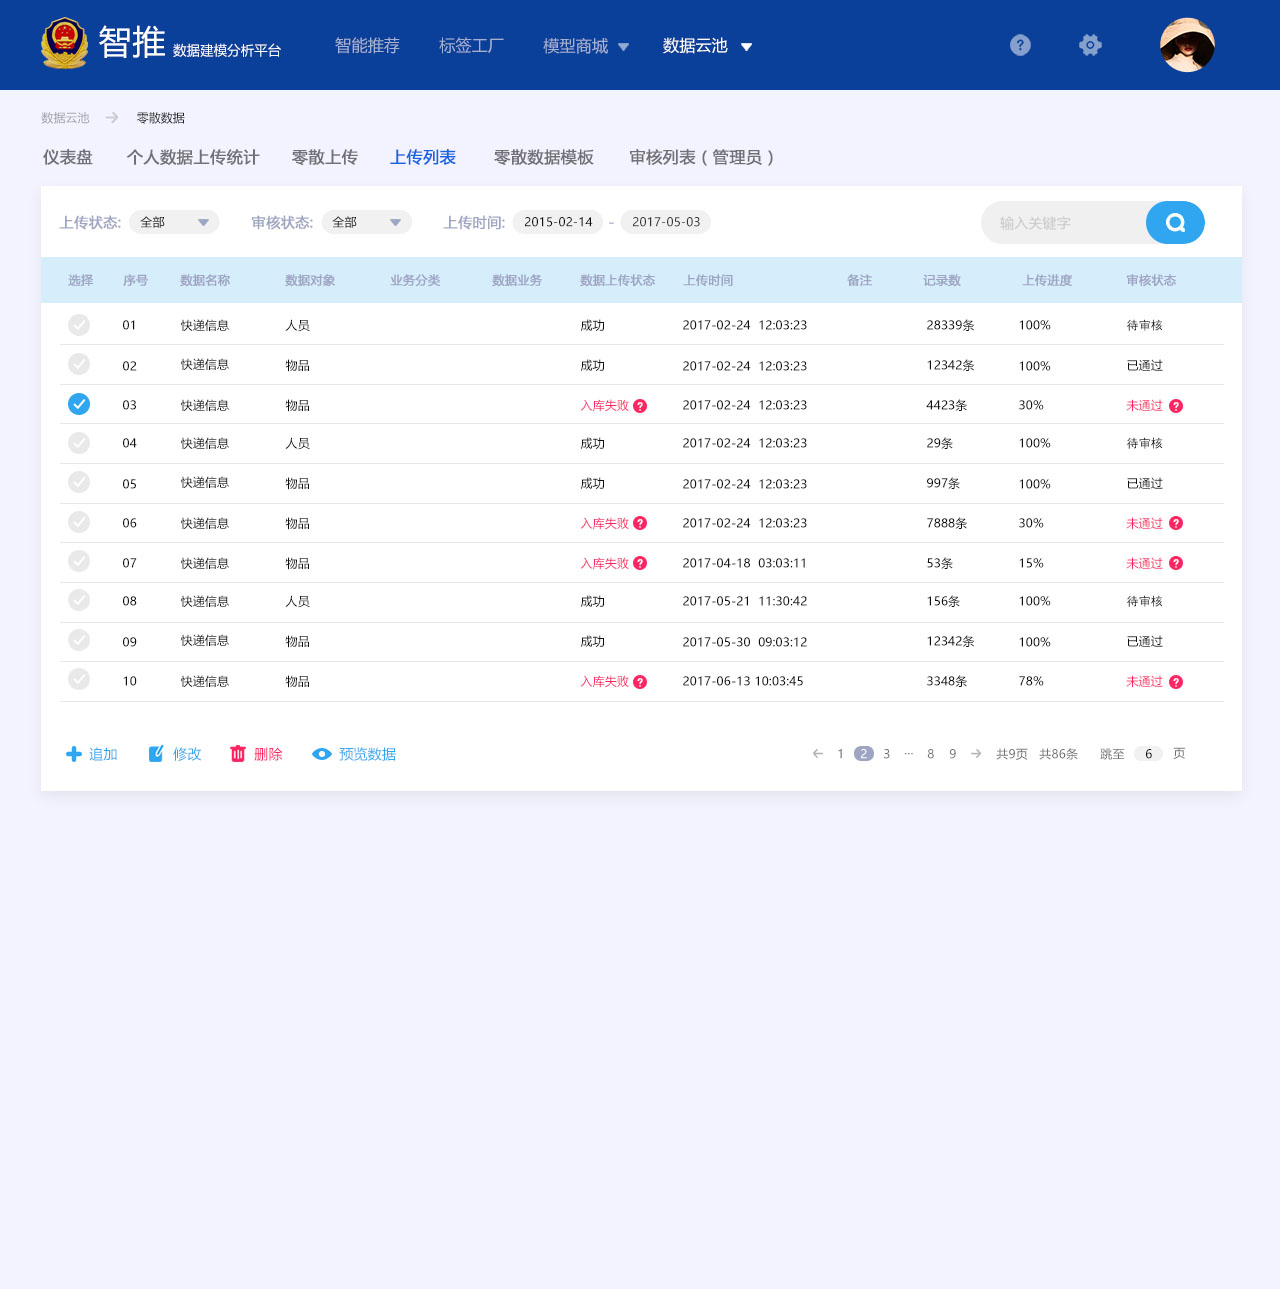 智推 数据建模分析平台 智能推荐 标签工厂 模型商城 数据云池
数据云池 → 零散数据
仪表盘 个人数据上传统计 零散上传 上传列表 零散数据模板 审核列表（管理员）
上传状态: 全部 审核状态: 全部 上传时间: 2015-02-14 - 2017-05-03 输入关键字
选择 序号 数据名称 数据对象 业务分类 数据业务 数据上传状态 上传时间 备注 记录数 上传进度 审核状态
01 快递信息 人员 成功 2017-02-24 12:03:23 28339条 100% 待审核
02 快递信息 物品 成功 2017-02-24 12:03:23 12342条 100% 已通过
03 快递信息 物品 入库失败 ? 2017-02-24 12:03:23 4423条 30% 未通过 ?
04 快递信息 人员 成功 2017-02-24 12:03:23 29条 100% 待审核
05 快递信息 物品 成功 2017-02-24 12:03:23 997条 100% 已通过
06 快递信息 物品 入库失败 ? 2017-02-24 12:03:23 7888条 30% 未通过 ?
07 快递信息 物品 入库失败 ? 2017-04-18 03:03:11 53条 15% 未通过 ?
08 快递信息 人员 成功 2017-05-21 11:30:42 156条 100% 待审核
09 快递信息 物品 成功 2017-05-30 09:03:12 12342条 100% 已通过
10 快递信息 物品 入库失败 ? 2017-06-13 10:03:45 3348条 78% 未通过 ?
追加 修改 删除 预览数据 ← 1 2 3 ··· 8 9 → 共9页 共86条 跳至 6 页